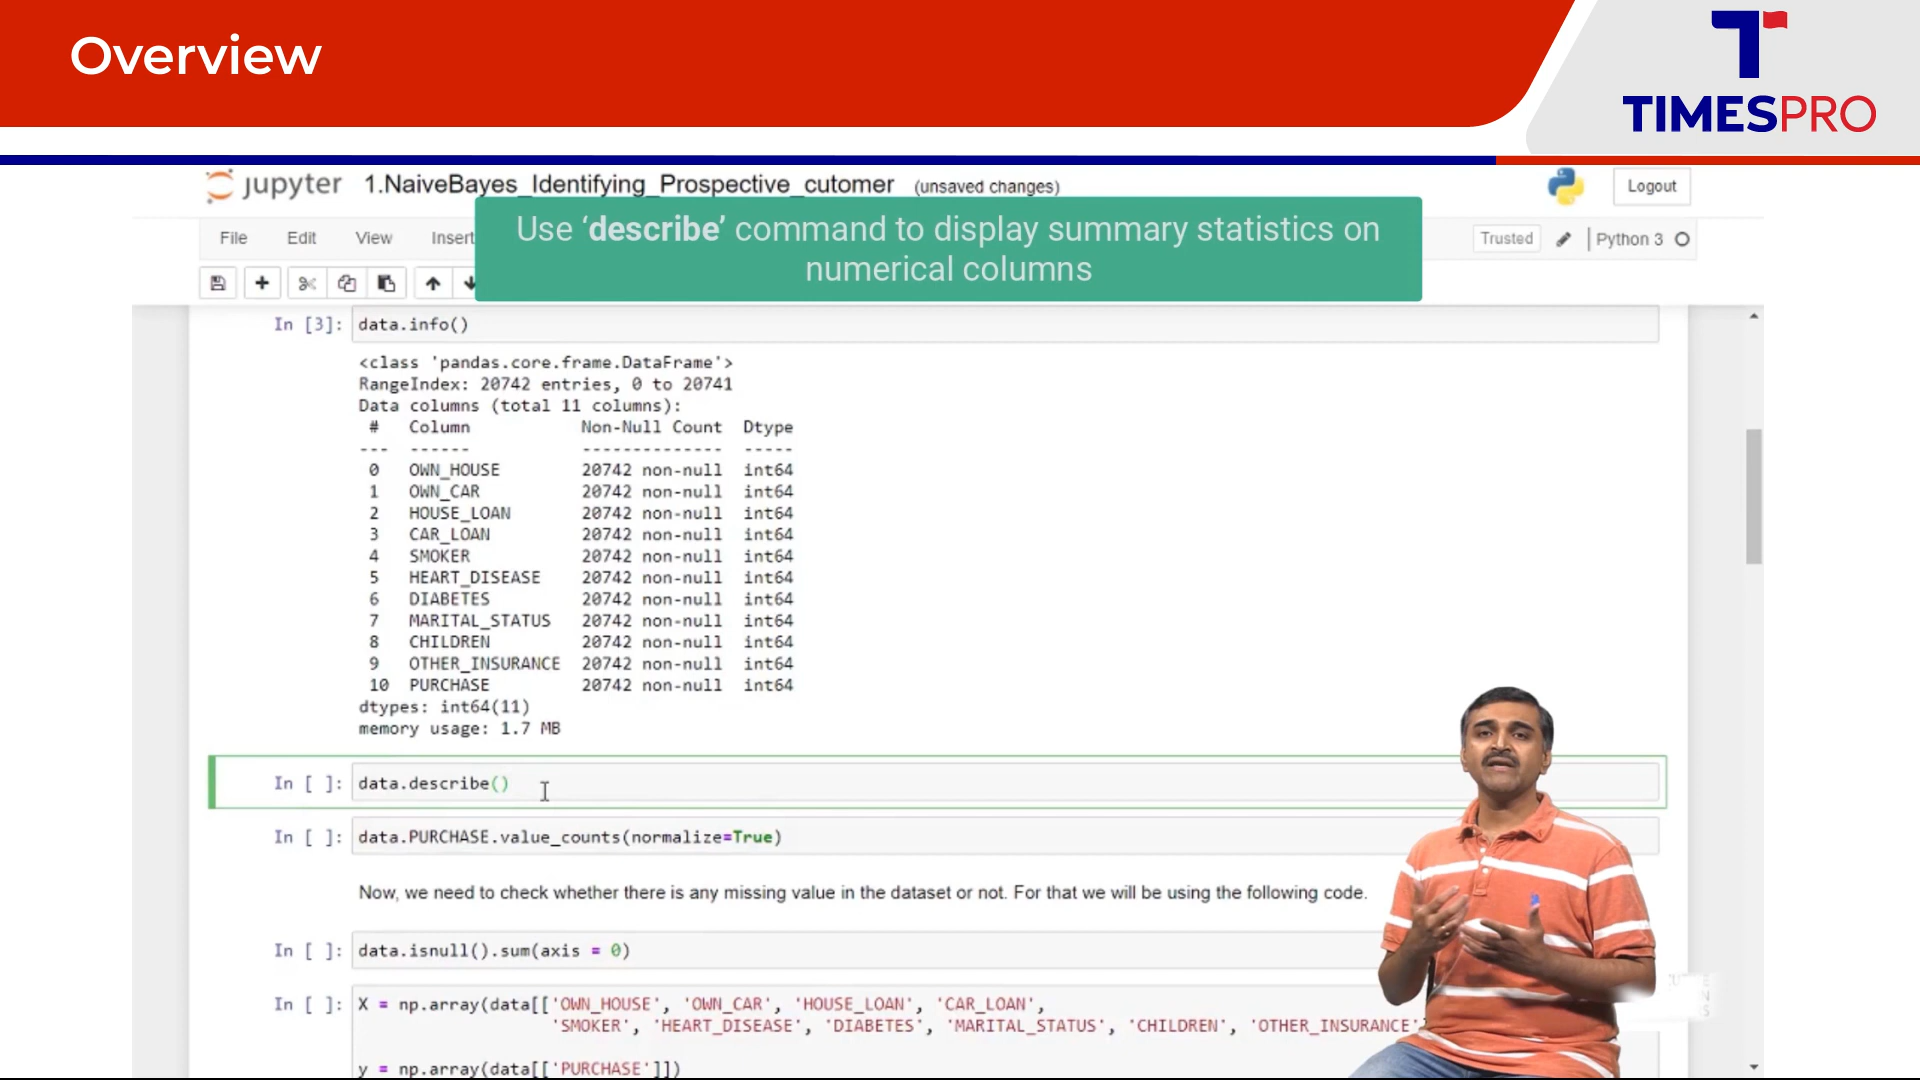 Overview
TIMESPRO
jupyter 1.NaiveBayes_Identifying_Prospective_cutomer (unsaved changes)
Logout
Use ‘describe’ command to display summary statistics on
numerical columns
File Edit View Insert
Trusted Python 3
In [3]: data.info()
<class 'pandas.core.frame.DataFrame'>
RangeIndex: 20742 entries, 0 to 20741
Data columns (total 11 columns):
# Column Non-Null Count Dtype
--- ------ -------------- -----
0 OWN_HOUSE 20742 non-null int64
1 OWN_CAR 20742 non-null int64
2 HOUSE_LOAN 20742 non-null int64
3 CAR_LOAN 20742 non-null int64
4 SMOKER 20742 non-null int64
5 HEART_DISEASE 20742 non-null int64
6 DIABETES 20742 non-null int64
7 MARITAL_STATUS 20742 non-null int64
8 CHILDREN 20742 non-null int64
9 OTHER_INSURANCE 20742 non-null int64
10 PURCHASE 20742 non-null int64
dtypes: int64(11)
memory usage: 1.7 MB
In [ ]: data.describe()
In [ ]: data.PURCHASE.value_counts(normalize=True)
Now, we need to check whether there is any missing value in the dataset or not. For that we will be using the following code.
In [ ]: data.isnull().sum(axis = 0)
In [ ]: X = np.array(data[['OWN_HOUSE', 'OWN_CAR', 'HOUSE_LOAN', 'CAR_LOAN',
'SMOKER', 'HEART_DISEASE', 'DIABETES', 'MARITAL_STATUS', 'CHILDREN', 'OTHER_INSURANCE'
y = np.array(data[['PURCHASE']])